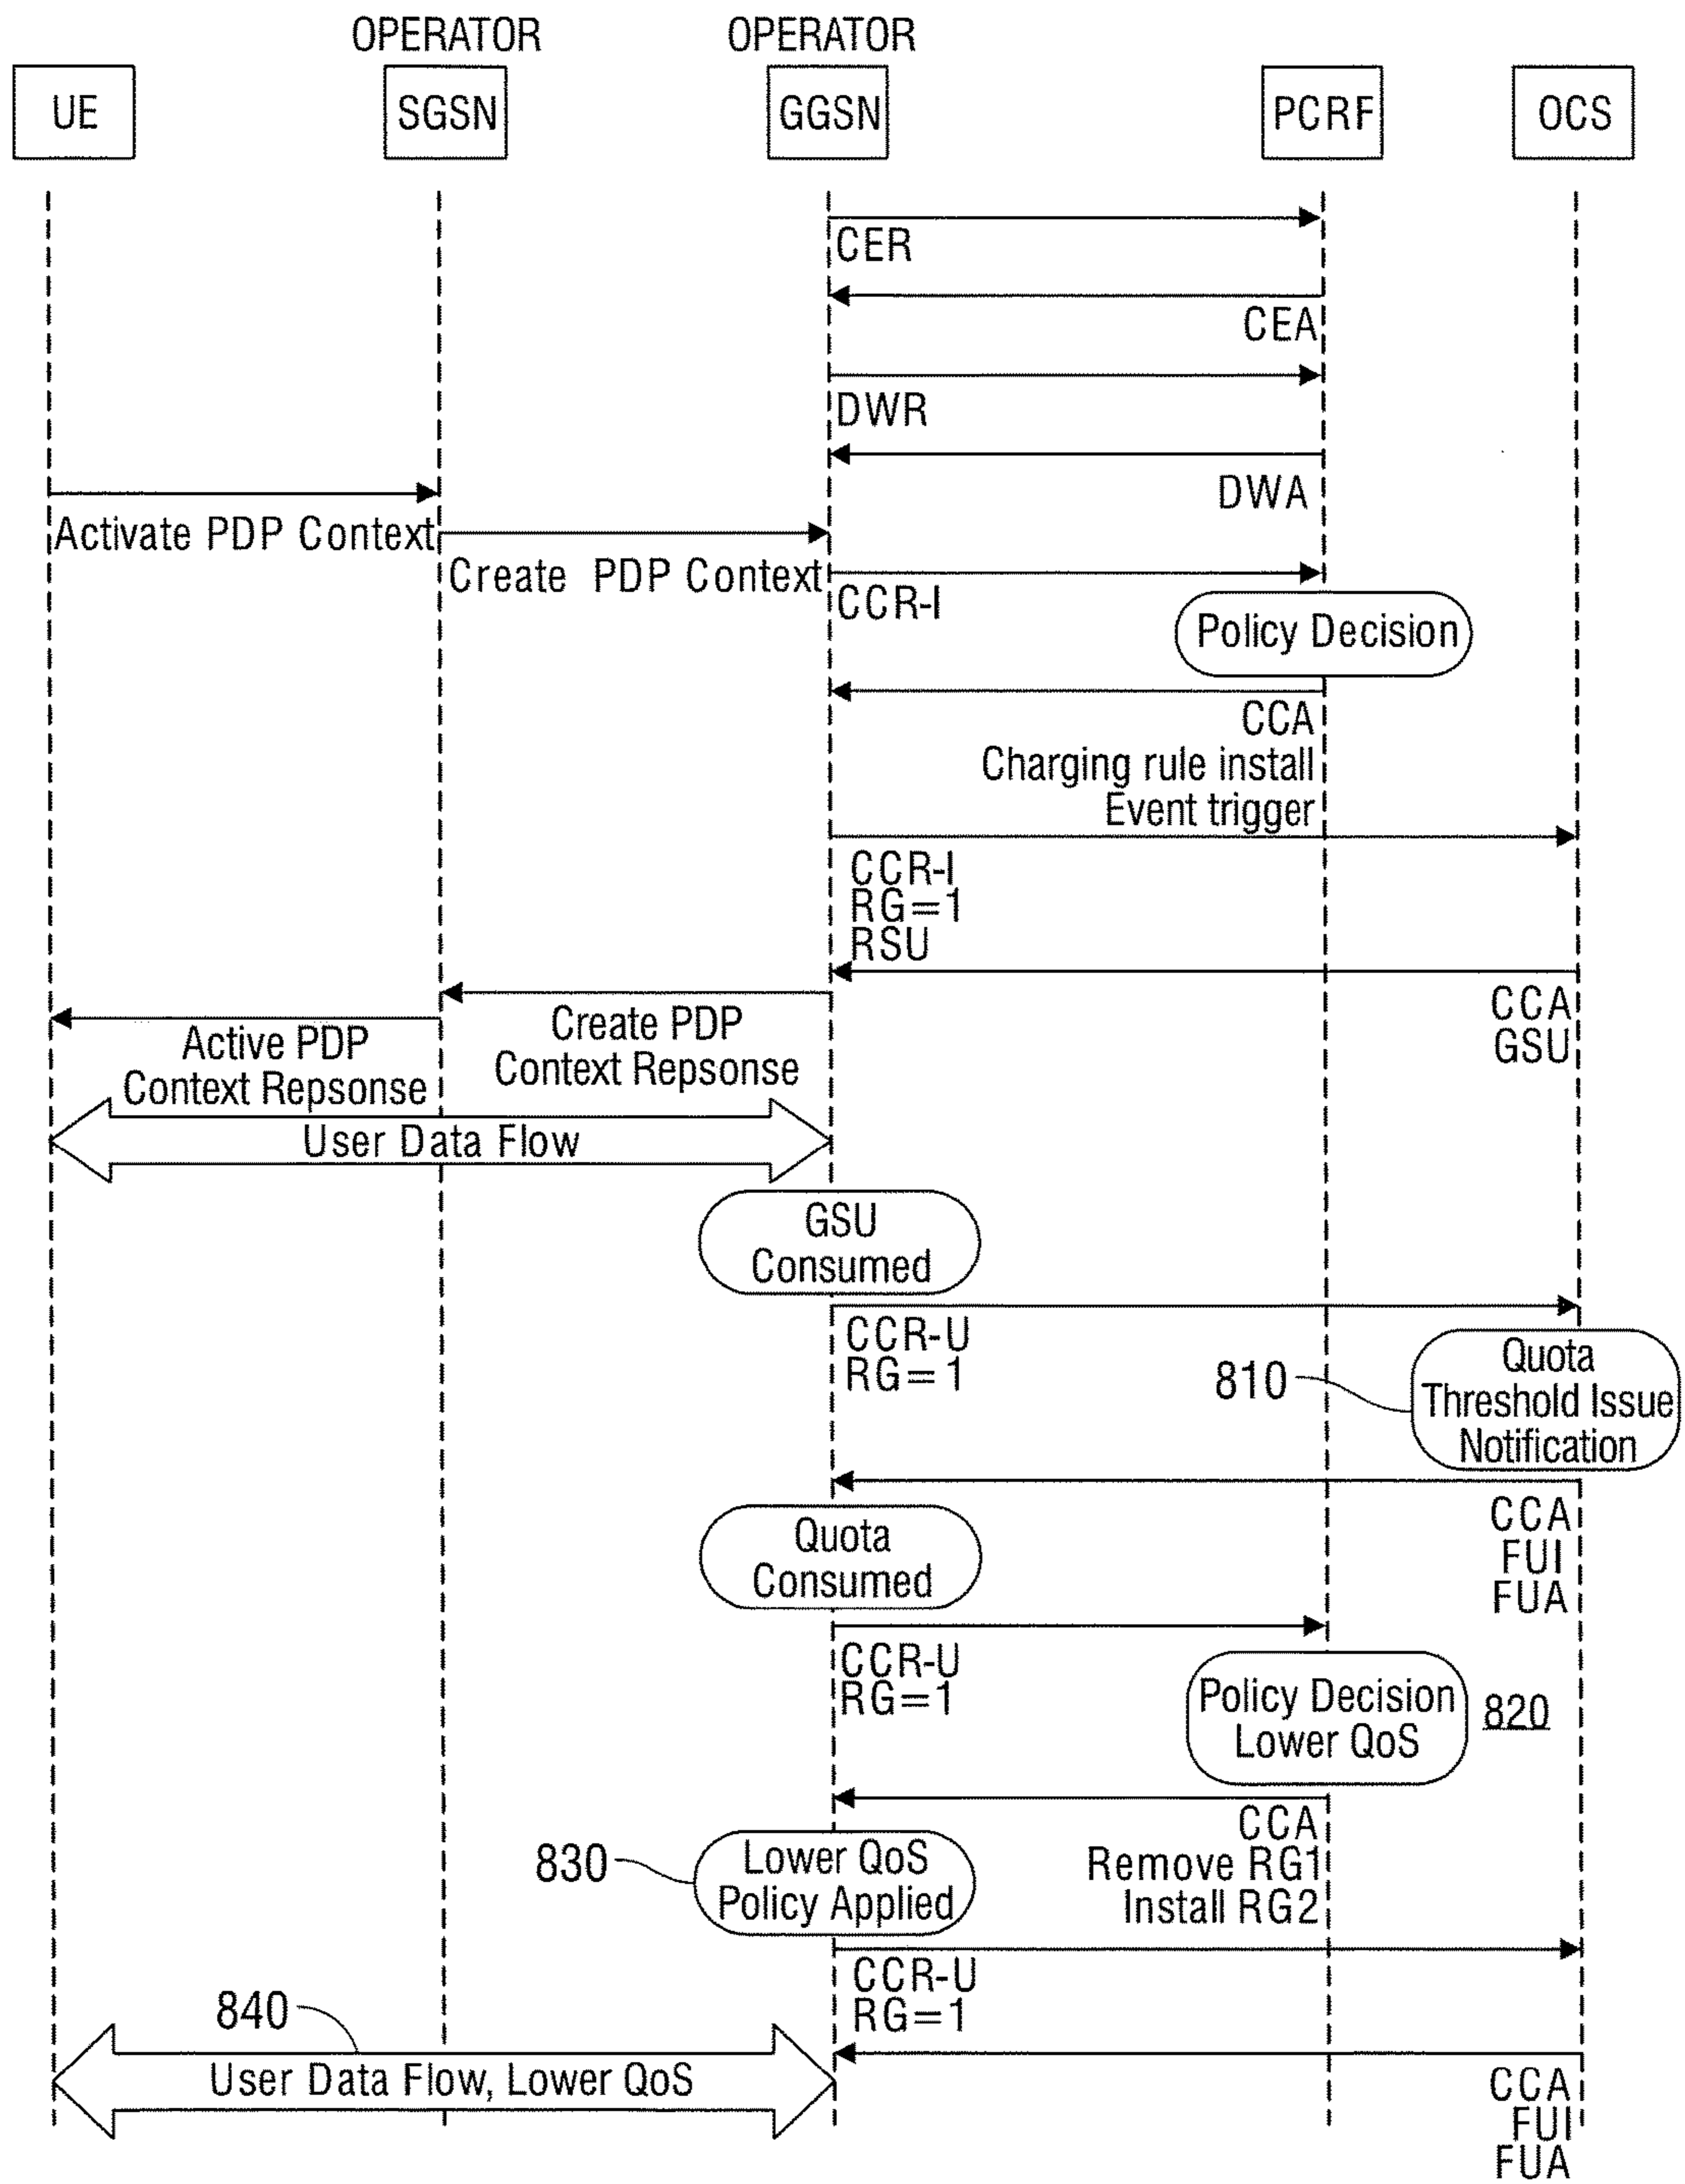 OPERATOR
OPERATOR
UE
SGSN
GGSN
PCRF
OCS
CER
CEA
DWR
DWA
Activate PDP Context
Create PDP Context
CCR-I
Policy Decision
CCA
Charging rule install
Event trigger
CCR-I
RG=1
RSU
CCA
GSU
Create PDP
Context Repsonse
Active PDP
Context Repsonse
User Data Flow
GSU
Consumed
CCR-U
RG=1
810
Quota
Threshold Issue
Notification
CCA
FUI
FUA
Quota
Consumed
CCR-U
RG=1
Policy Decision
Lower QoS
820
CCA
Remove RG1
Install RG2
830
Lower QoS
Policy Applied
CCR-U
RG=1
840
User Data Flow, Lower QoS
CCA
FUI
FUA